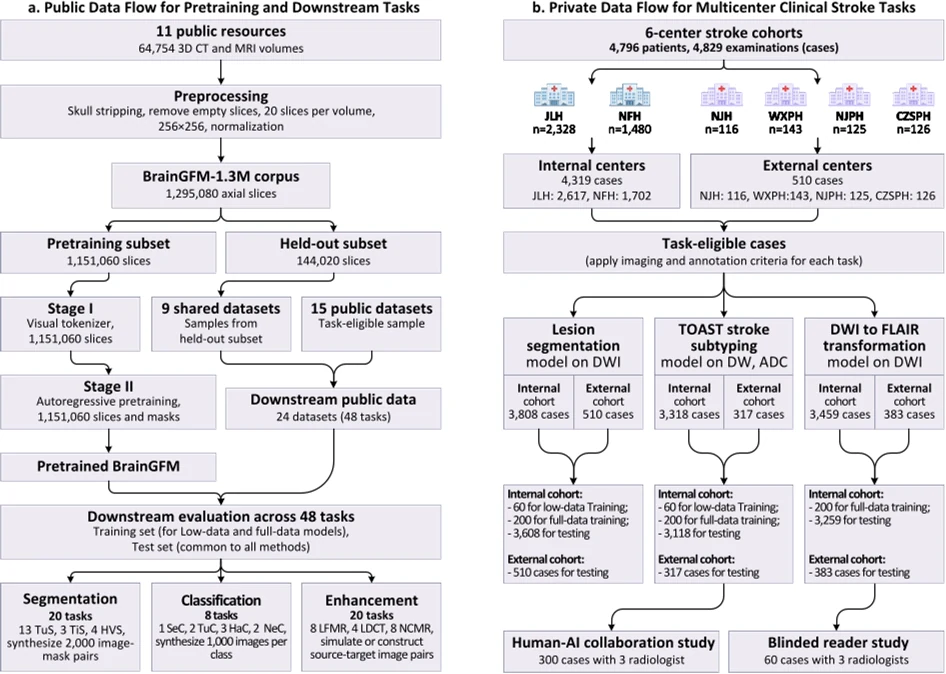 a. Public Data Flow for Pretraining and Downstream Tasks
11 public resources
64,754 3D CT and MRI volumes
Preprocessing
Skull stripping, remove empty slices, 20 slices per volume,
256×256, normalization
BrainGFM-1.3M corpus
1,295,080 axial slices
Pretraining subset
1,151,060 slices
Held-out subset
144,020 slices
Stage I
Visual tokenizer,
1,151,060 slices
9 shared datasets
Samples from
held-out subset
15 public datasets
Task-eligible sample
Stage II
Autoregressive pretraining,
1,151,060 slices and masks
Downstream public data
24 datasets (48 tasks)
Pretrained BrainGFM
Downstream evaluation across 48 tasks
Training set (for Low-data and full-data models),
Test set (common to all methods)
Segmentation
20 tasks
13 TuS, 3 TiS, 4 HVS,
synthesize 2,000 image-
mask pairs
Classification
8 tasks
1 SeC, 2 TuC, 3 HaC, 2 NeC,
synthesize 1,000 images per
class
Enhancement
20 tasks
8 LFMR, 4 LDCT, 8 NCMR,
simulate or construct
source-target image pairs
b. Private Data Flow for Multicenter Clinical Stroke Tasks
6-center stroke cohorts
4,796 patients, 4,829 examinations (cases)
JLH
n=2,328
NFH
n=1,480
NJH
n=116
WXPH
n=143
NJPH
n=125
CZSPH
n=126
Internal centers
4,319 cases
JLH: 2,617, NFH: 1,702
External centers
510 cases
NJH: 116, WXPH:143, NJPH: 125, CZSPH: 126
Task-eligible cases
(apply imaging and annotation criteria for each task)
Lesion
segmentation
model on DWI
Internal
cohort
3,808 cases
External
cohort
510 cases
TOAST stroke
subtyping
model on DW, ADC
Internal
cohort
3,318 cases
External
cohort
317 cases
DWI to FLAIR
transformation
model on DWI
Internal
cohort
3,459 cases
External
cohort
383 cases
Internal cohort:
- 60 for low-data Training;
- 200 for full-data training;
- 3,608 for testing
External cohort:
- 510 cases for testing
Internal cohort:
- 60 for low-data Training;
- 200 for full-data training;
- 3,118 for testing
External cohort:
- 317 cases for testing
Internal cohort:
- 200 for full-data training;
- 3,259 for testing
External cohort:
- 383 cases for testing
Human-AI collaboration study
300 cases with 3 radiologist
Blinded reader study
60 cases with 3 radiologists